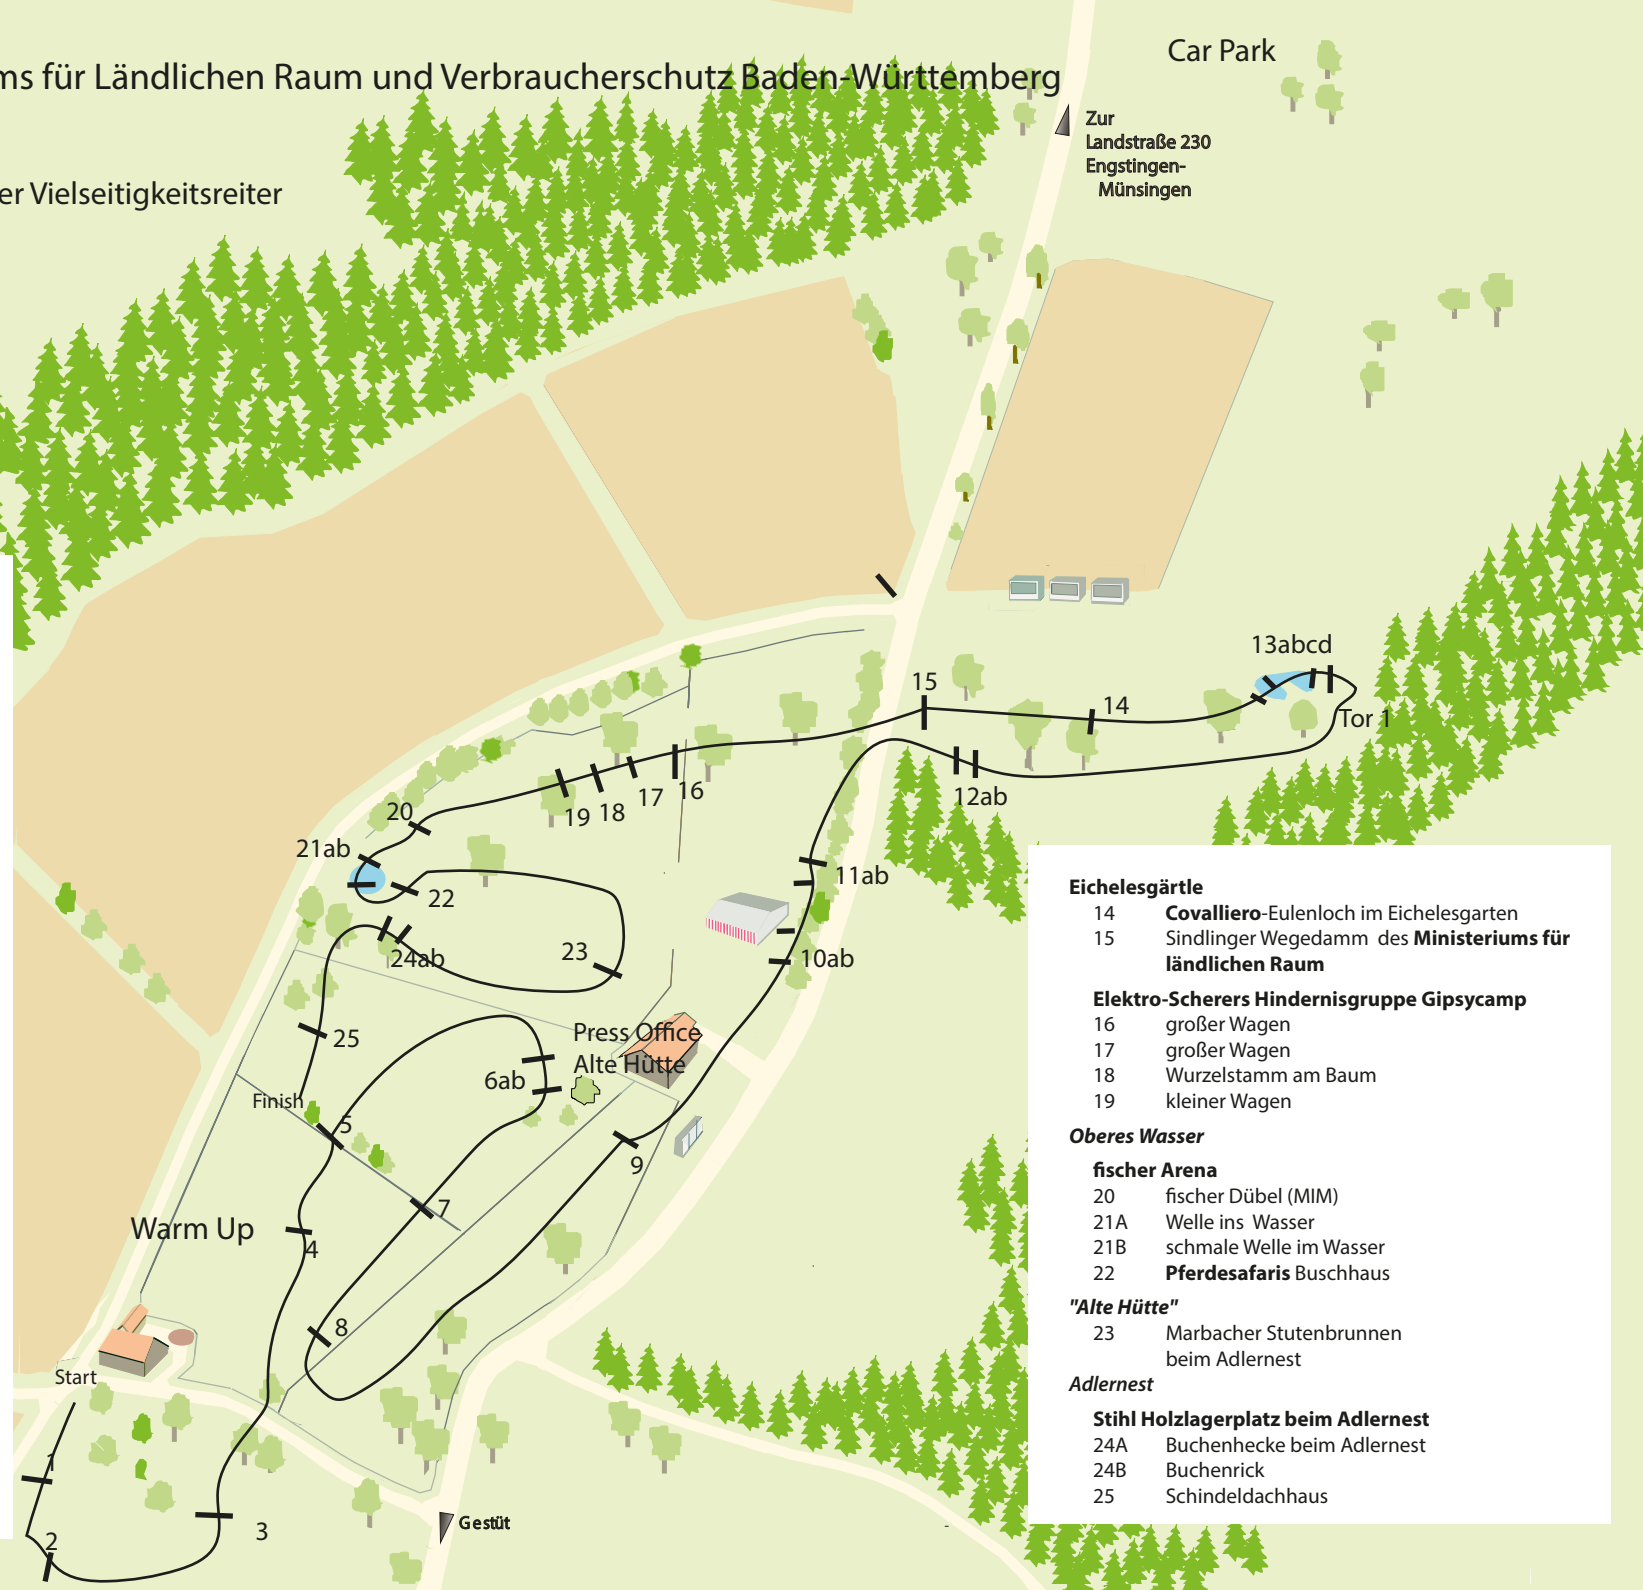 ms für Ländlichen Raum und Verbraucherschutz Baden-Württemberg
Car Park
Zur
Landstraße 230
Engstingen-
Münsingen
er Vielseitigkeitsreiter
13abcd
15
14
Tor 1
16
17
18
19
20
12ab
21ab
22
11ab
23
24ab
10ab
25
Press Office
Alte Hütte
6ab
Finish
5
9
7
Warm Up
4
8
Start
1
2
3
Gestüt
Eichelesgärtle
14 Covalliero-Eulenloch im Eichelesgarten
15 Sindlinger Wegedamm des Ministeriums für
ländlichen Raum
Elektro-Scherers Hindernisgruppe Gipsycamp
16 großer Wagen
17 großer Wagen
18 Wurzelstamm am Baum
19 kleiner Wagen
Oberes Wasser
fischer Arena
20 fischer Dübel (MIM)
21A Welle ins Wasser
21B schmale Welle im Wasser
22 Pferdesafaris Buschhaus
"Alte Hütte"
23 Marbacher Stutenbrunnen
beim Adlernest
Adlernest
Stihl Holzlagerplatz beim Adlernest
24A Buchenhecke beim Adlernest
24B Buchenrick
25 Schindeldachhaus